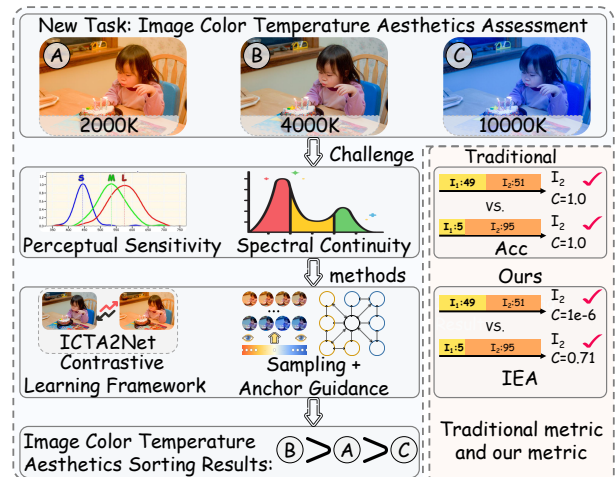 New Task: Image Color Temperature Aesthetics Assessment
A
B
C
2000K
4000K
10000K
Challenge
S
M
L
Perceptual Sensitivity
Spectral Continuity
methods
ICTA2Net
Contrastive
Learning Framework
...
Sampling +
Anchor Guidance
Image Color Temperature
Aesthetics Sorting Results:
B > A > C
Traditional
I₁:49 I₂:51 I₂
C=1.0
VS.
I₁:5 I₂:95 I₂
C=1.0
Acc
Ours
I₁:49 I₂:51 I₂
C=1e-6
VS.
I₁:5 I₂:95 I₂
C=0.71
IEA
Traditional metric
and our metric